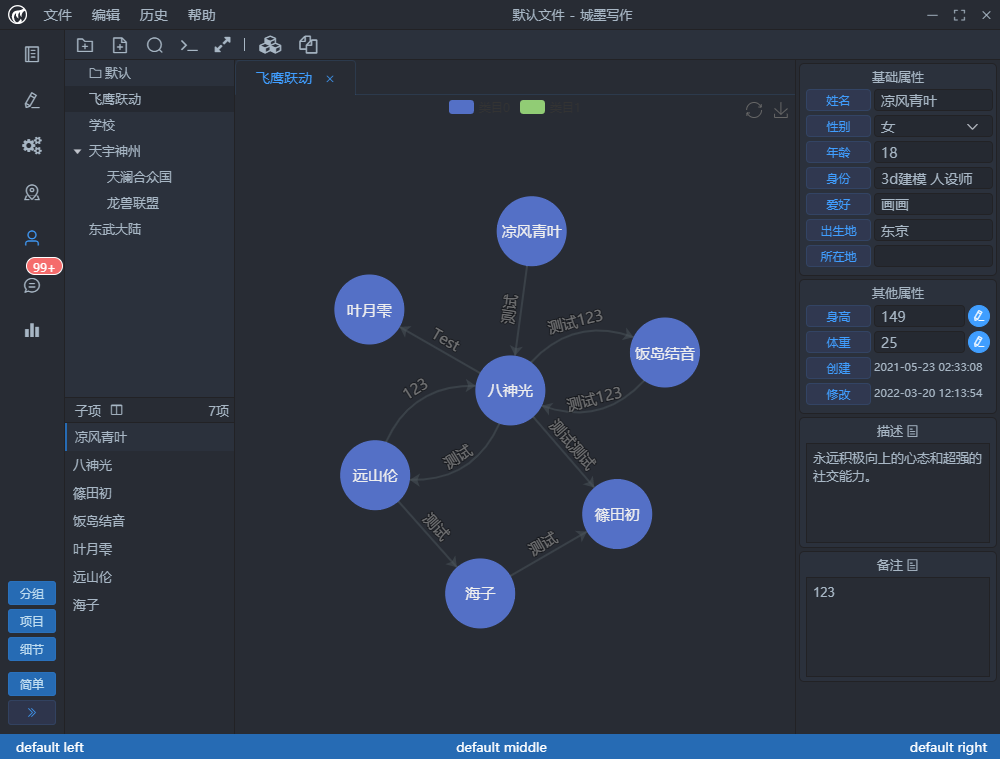 文件 编辑 历史 帮助 默认文件 - 城墨写作
默认
飞鹰跃动
学校
天宇神州
天澜合众国
龙兽联盟
东武大陆
99+
子项 7项
凉风青叶
八神光
篠田初
饭岛结音
叶月雫
远山伦
海子
分组
项目
细节
简单
飞鹰跃动 ×
凉风青叶
叶月雫
测试
测试123
饭岛结音
Test
八神光
123
测试123
测试
测试测试
远山伦
篠田初
测试
测试
海子
基础属性
姓名 凉风青叶
性别 女
年龄 18
身份 3d建模 人设师
爱好 画画
出生地 东京
所在地
其他属性
身高 149
体重 25
创建 2021-05-23 02:33:08
修改 2022-03-20 12:13:54
描述
永远积极向上的心态和超强的
社交能力。
备注
123
default left default middle default right